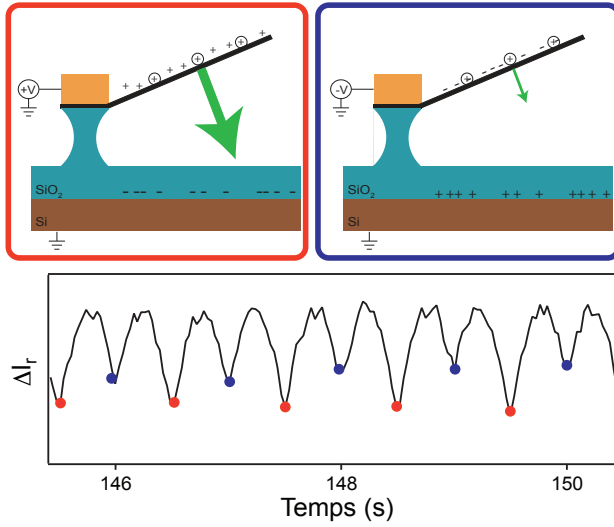 +V
SiO2
Si
-V
SiO2
Si
ΔIr
146
148
150
Temps (s)